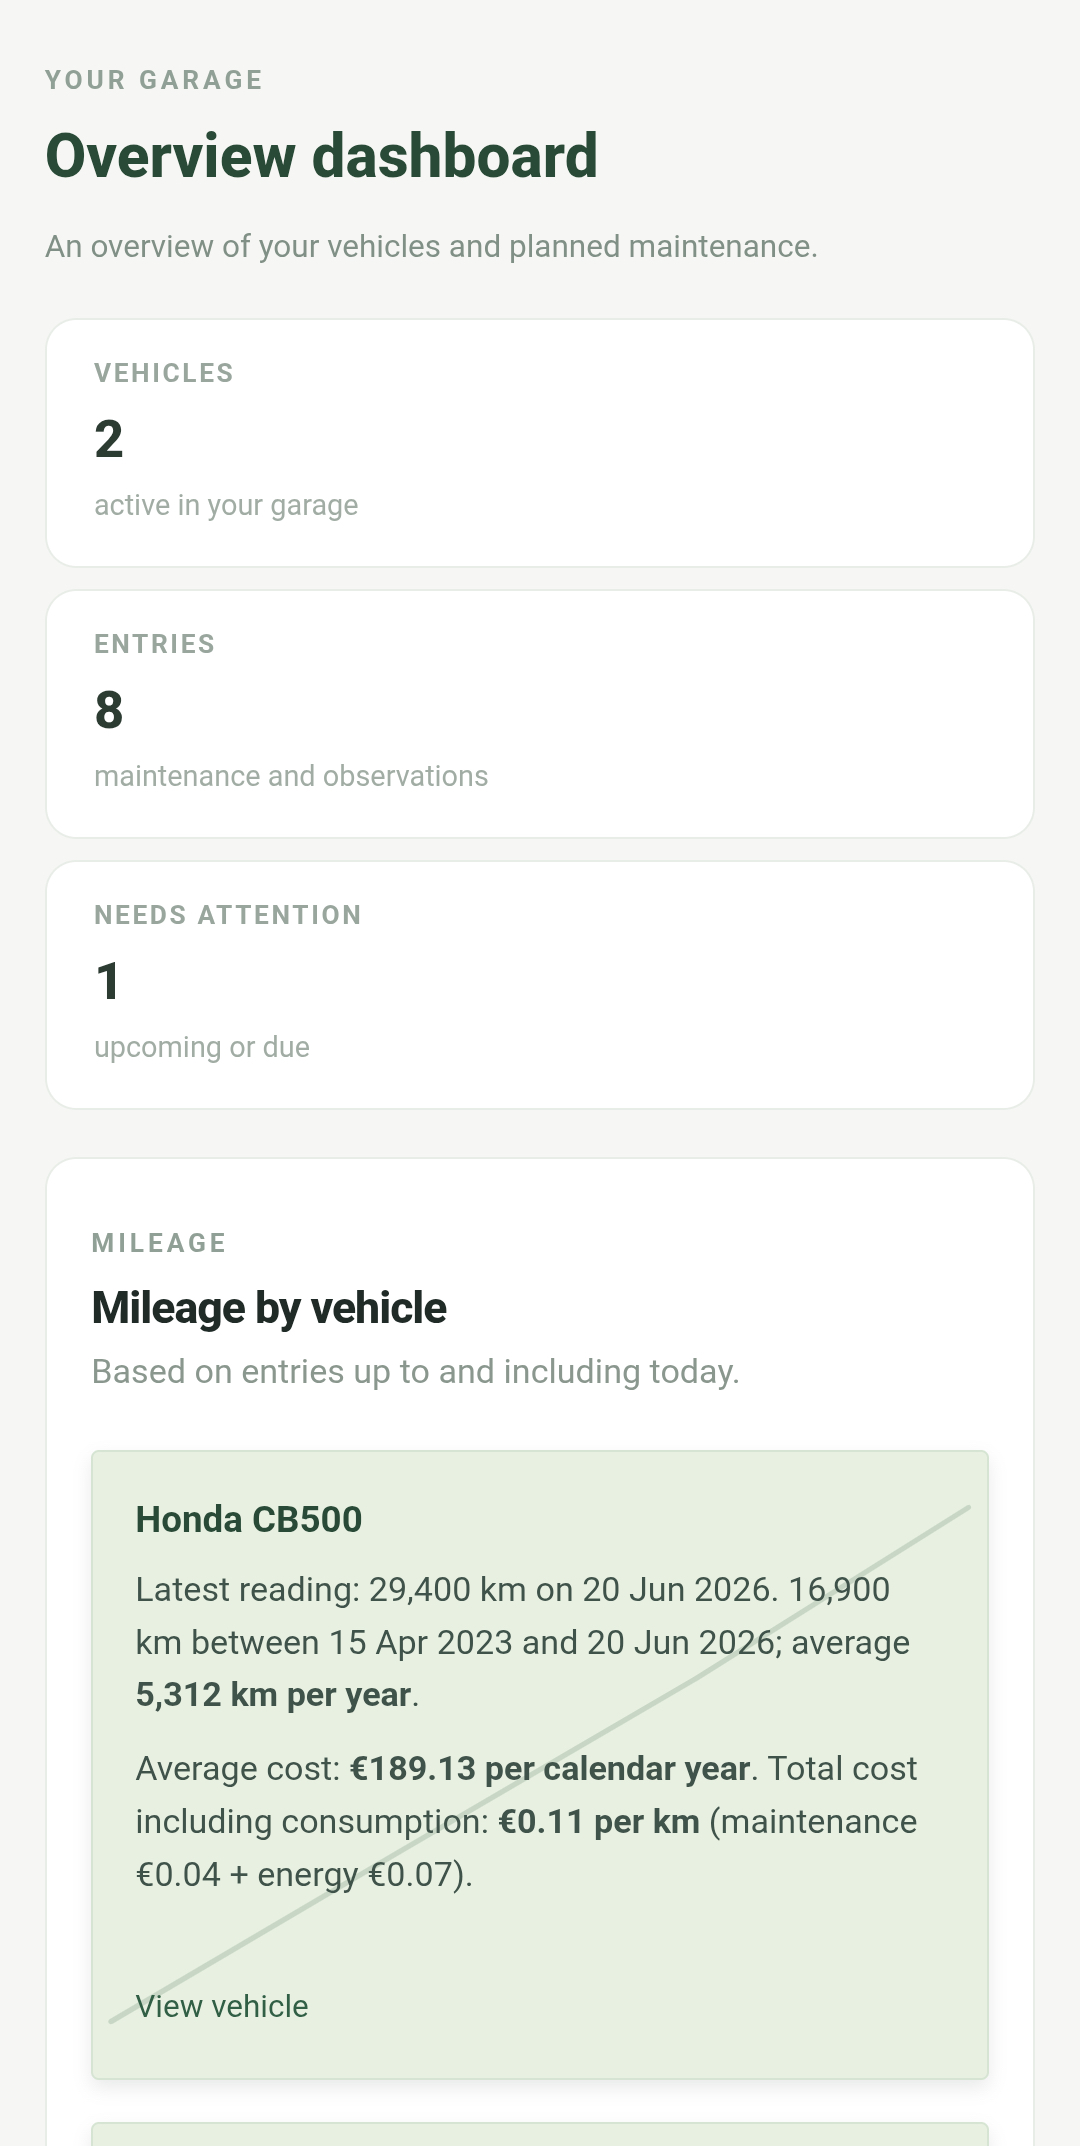 YOUR GARAGE
Overview dashboard
An overview of your vehicles and planned maintenance.
VEHICLES
2
active in your garage
ENTRIES
8
maintenance and observations
NEEDS ATTENTION
1
upcoming or due
MILEAGE
Mileage by vehicle
Based on entries up to and including today.
Honda CB500
Latest reading: 29,400 km on 20 Jun 2026. 16,900
km between 15 Apr 2023 and 20 Jun 2026; average
5,312 km per year.
Average cost: €189.13 per calendar year. Total cost
including consumption: €0.11 per km (maintenance
€0.04 + energy €0.07).
View vehicle